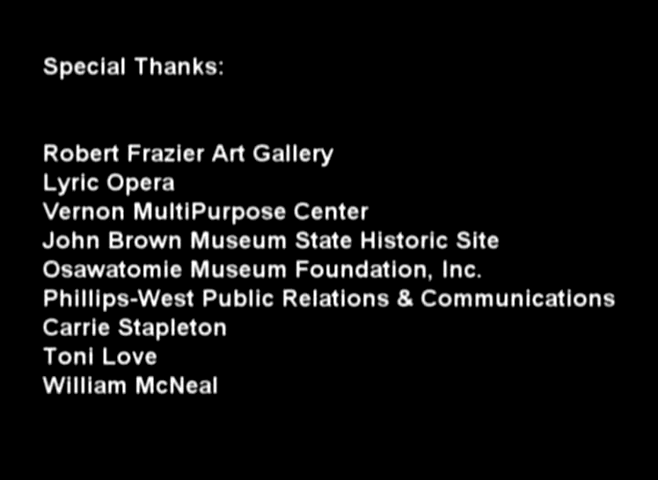 Special Thanks:
Robert Frazier Art Gallery
Lyric Opera
Vernon MultiPurpose Center
John Brown Museum State Historic Site
Osawatomie Museum Foundation, Inc.
Phillips-West Public Relations & Communications
Carrie Stapleton
Toni Love
William McNeal